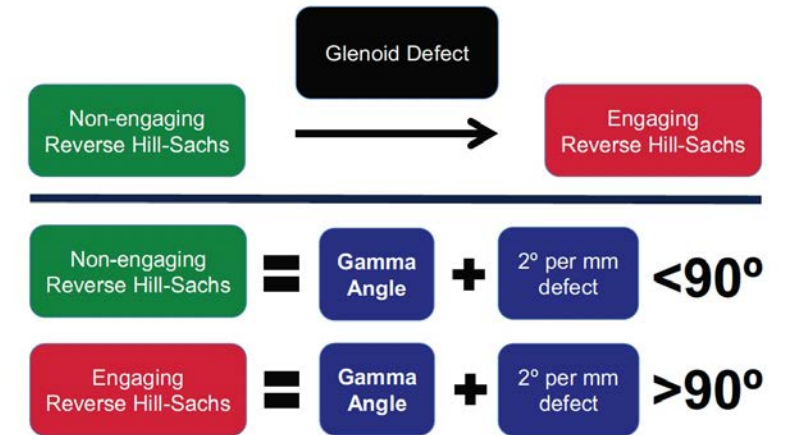 Glenoid Defect
Non-engaging
Reverse Hill-Sachs
Engaging
Reverse Hill-Sachs
Non-engaging
Reverse Hill-Sachs
=
Gamma
Angle
+
2º per mm
defect
<90º
Engaging
Reverse Hill-Sachs
=
Gamma
Angle
+
2º per mm
defect
>90º